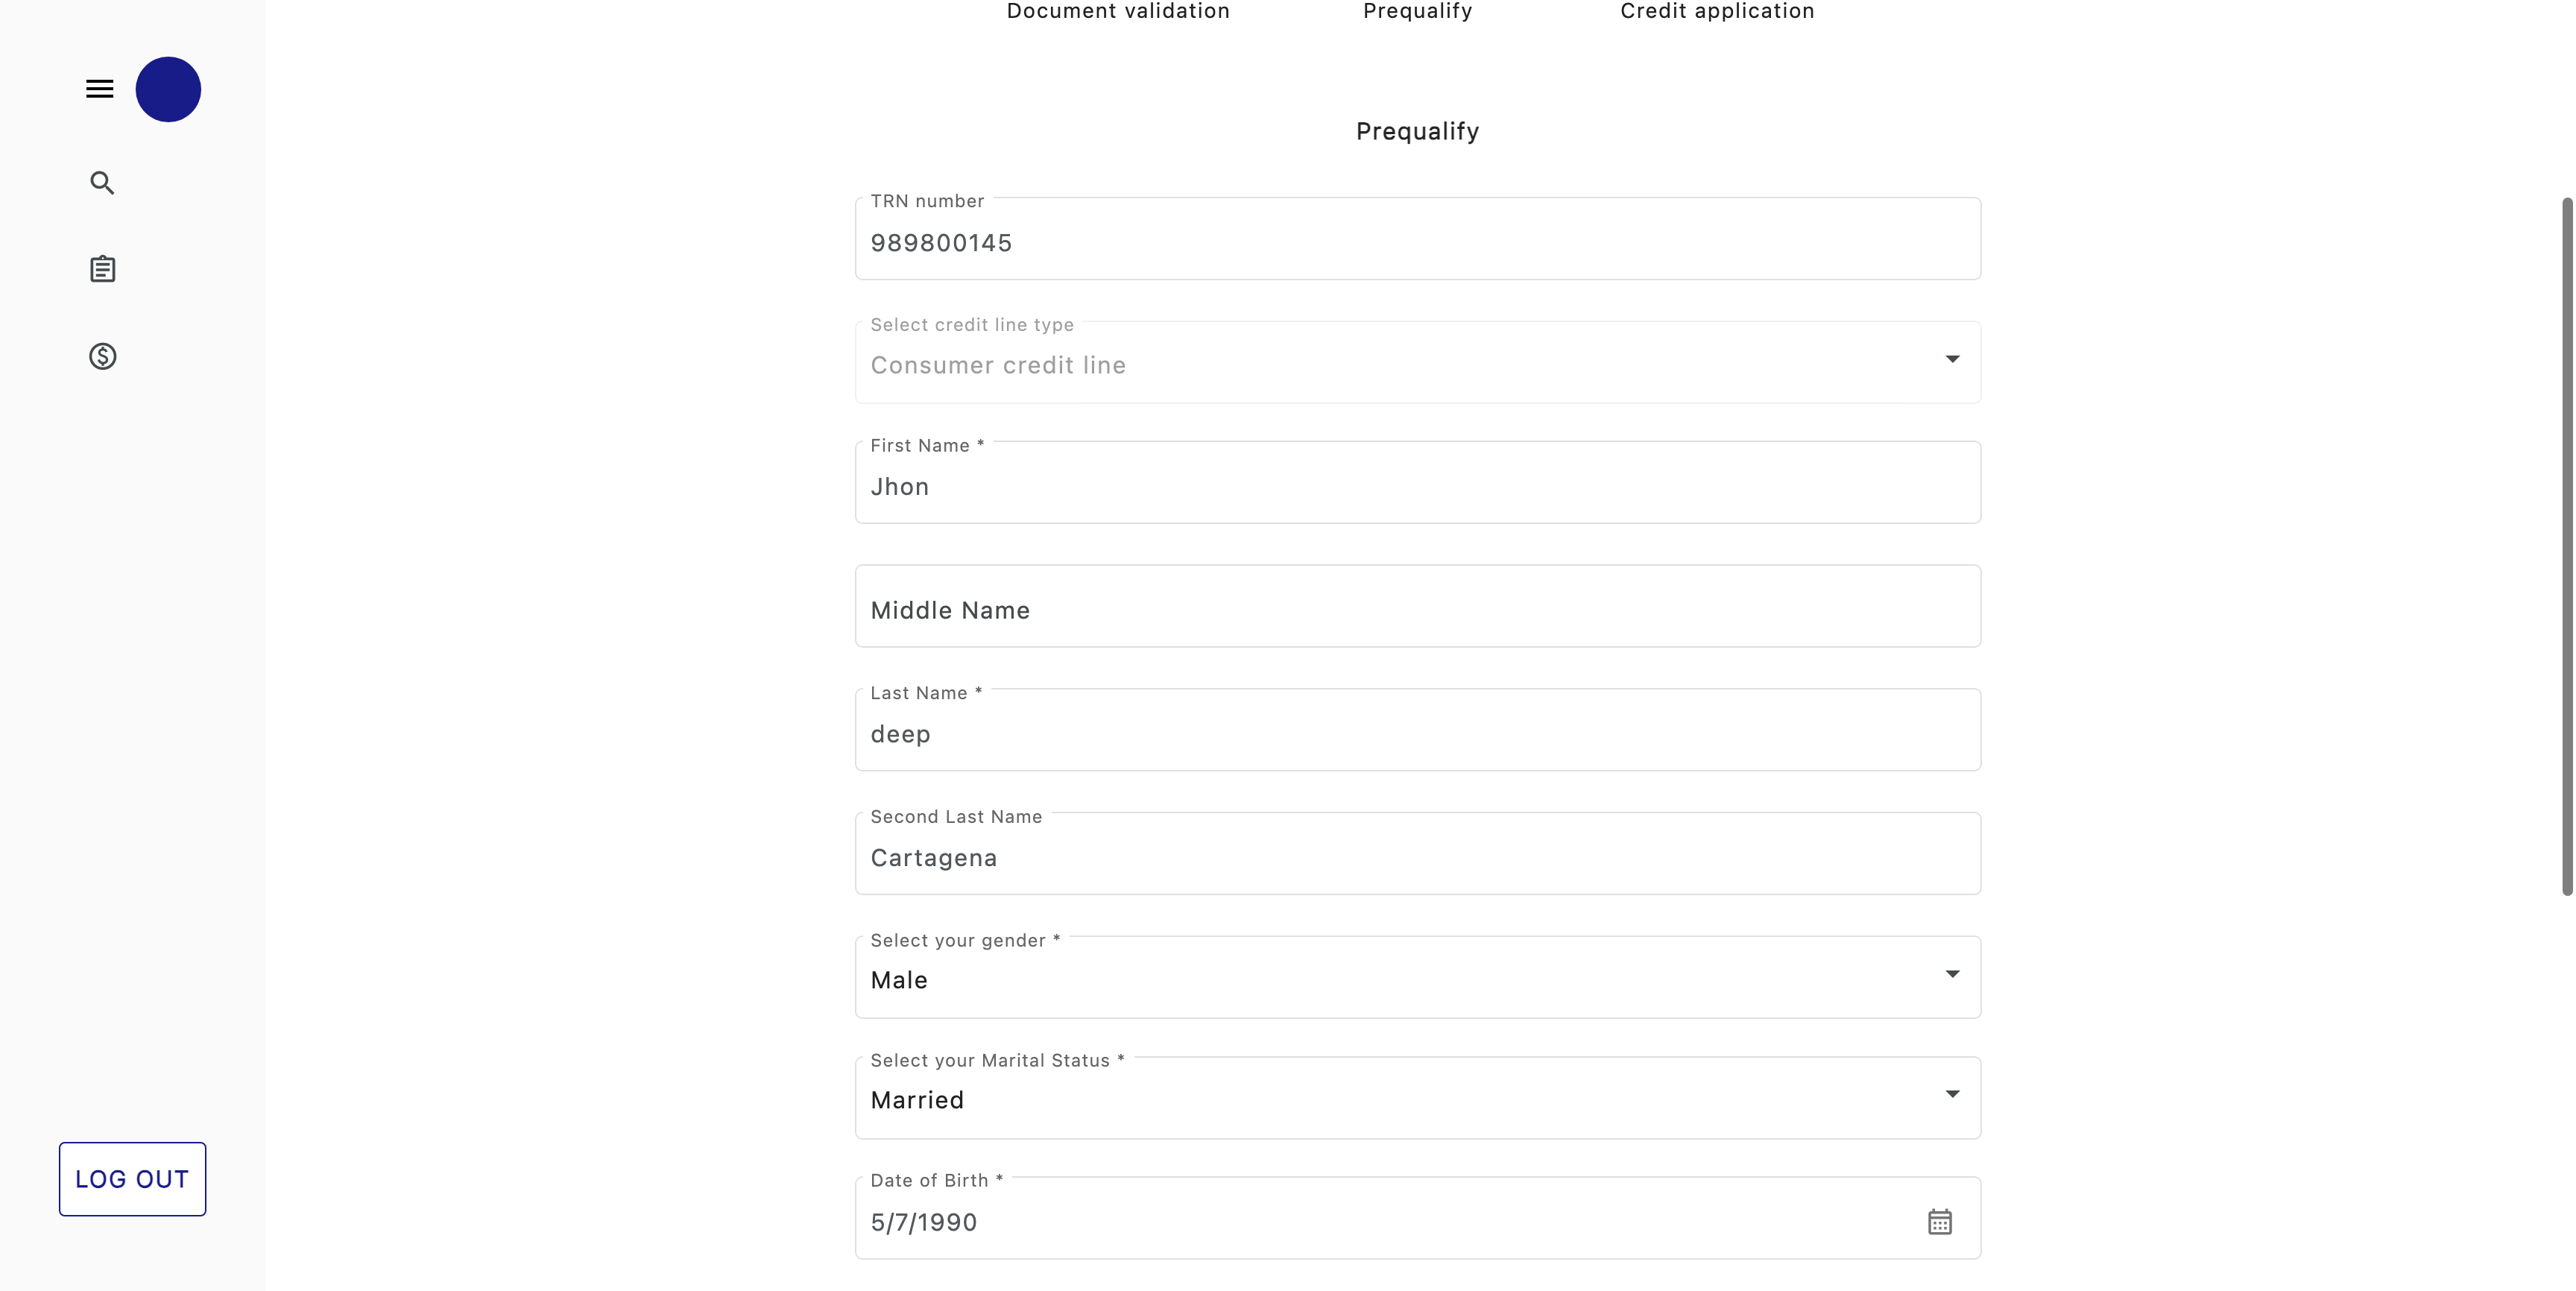 Document validation
Prequalify
Credit application
Prequalify
TRN number
989800145
Select credit line type
Consumer credit line
First Name *
Jhon
Middle Name
Last Name *
deep
Second Last Name
Cartagena
Select your gender *
Male
Select your Marital Status *
Married
Date of Birth *
5/7/1990
LOG OUT